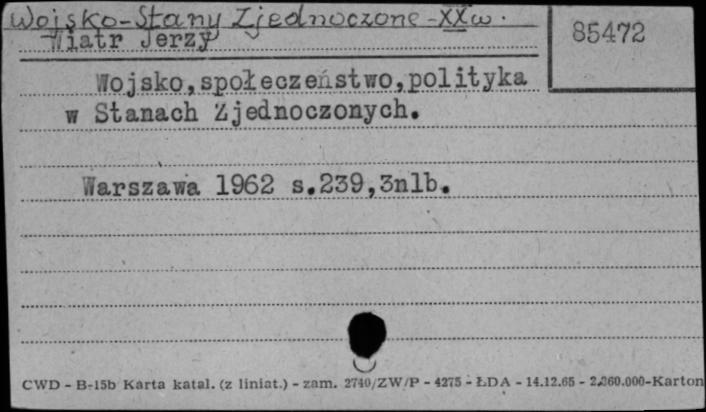 Wojsko-Stany Zjednoczone-XXw.
85472
Wiatr Jerzy
Wojsko,społeczeństwo,polityka
w Stanach Zjednoczonych.
Warszawa 1962 s.239,3nlb.
CWD - B-15b Karta katal. (z liniat.) - zam. 2740/ZW/P - 4275 - ŁDA - 14.12.65 - 2.360.000-Karton